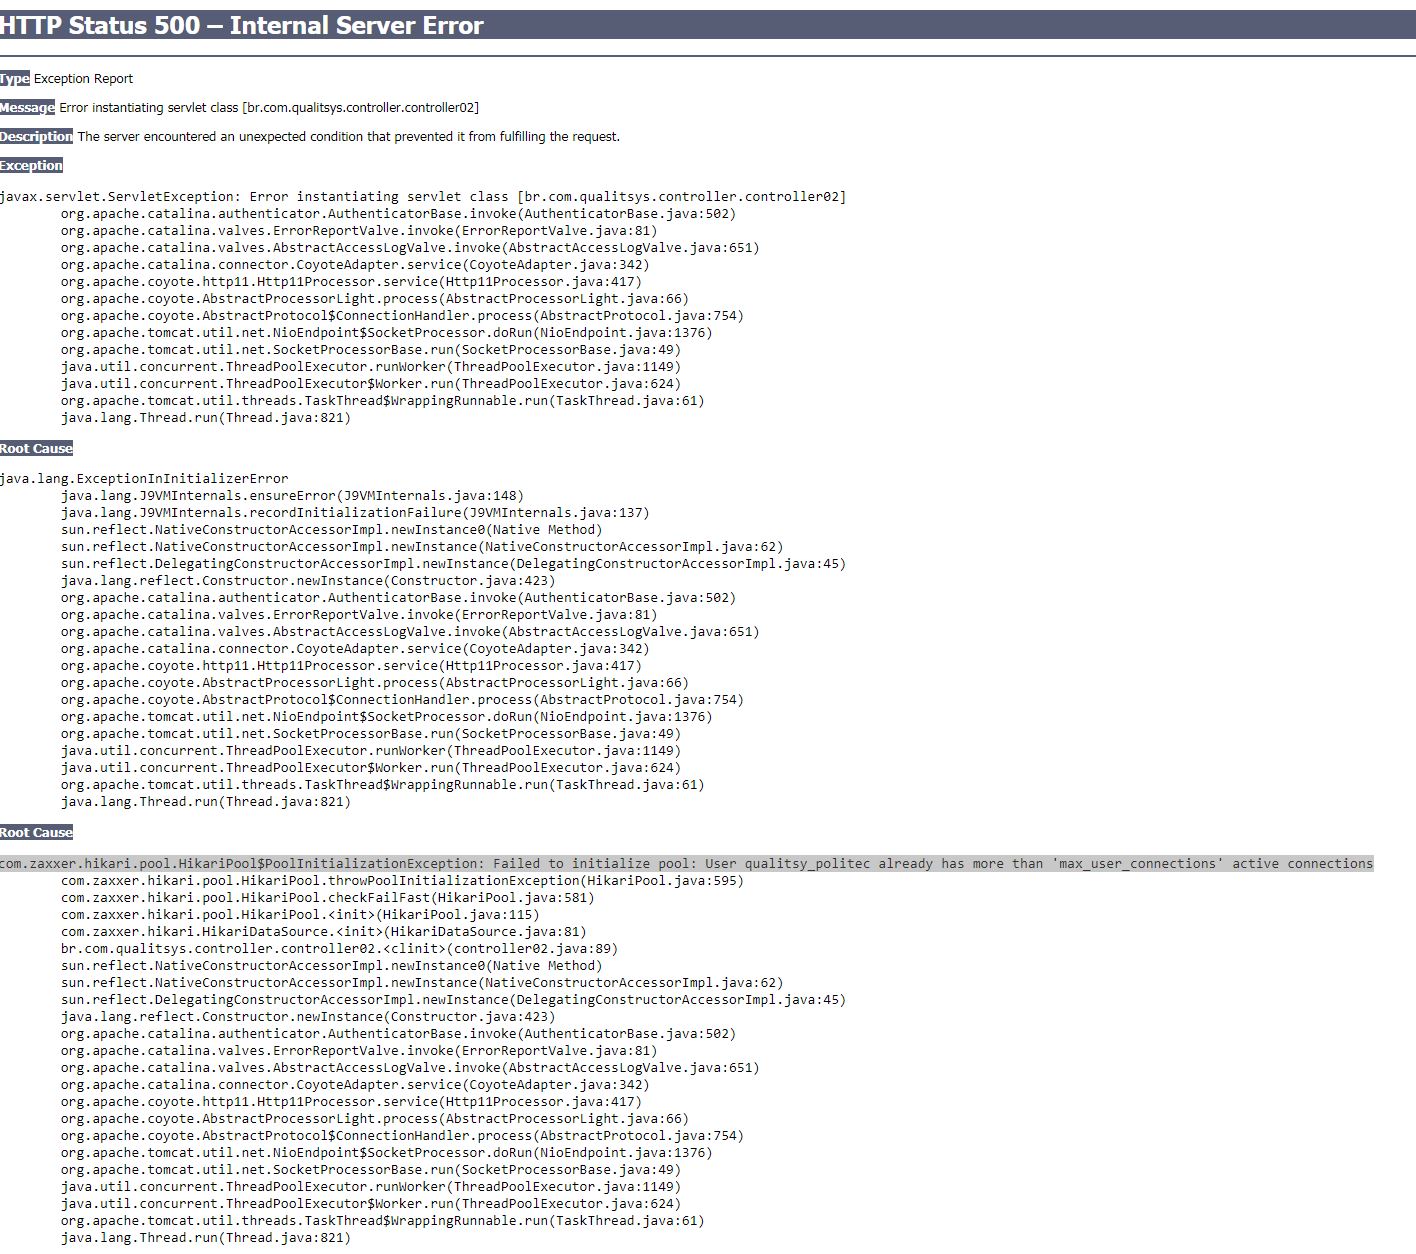 HTTP Status 500 – Internal Server Error
Type Exception Report
Message Error instantiating servlet class [br.com.qualitsys.controller.controller02]
Description The server encountered an unexpected condition that prevented it from fulfilling the request.
Exception
javax.servlet.ServletException: Error instantiating servlet class [br.com.qualitsys.controller.controller02]
org.apache.catalina.authenticator.AuthenticatorBase.invoke(AuthenticatorBase.java:502)
org.apache.catalina.valves.ErrorReportValve.invoke(ErrorReportValve.java:81)
org.apache.catalina.valves.AbstractAccessLogValve.invoke(AbstractAccessLogValve.java:651)
org.apache.catalina.connector.CoyoteAdapter.service(CoyoteAdapter.java:342)
org.apache.coyote.http11.Http11Processor.service(Http11Processor.java:417)
org.apache.coyote.AbstractProcessorLight.process(AbstractProcessorLight.java:66)
org.apache.coyote.AbstractProtocol$ConnectionHandler.process(AbstractProtocol.java:754)
org.apache.tomcat.util.net.NioEndpoint$SocketProcessor.doRun(NioEndpoint.java:1376)
org.apache.tomcat.util.net.SocketProcessorBase.run(SocketProcessorBase.java:49)
java.util.concurrent.ThreadPoolExecutor.runWorker(ThreadPoolExecutor.java:1149)
java.util.concurrent.ThreadPoolExecutor$Worker.run(ThreadPoolExecutor.java:624)
org.apache.tomcat.util.threads.TaskThread$WrappingRunnable.run(TaskThread.java:61)
java.lang.Thread.run(Thread.java:821)
Root Cause
java.lang.ExceptionInInitializerError
java.lang.J9VMInternals.ensureError(J9VMInternals.java:148)
java.lang.J9VMInternals.recordInitializationFailure(J9VMInternals.java:137)
sun.reflect.NativeConstructorAccessorImpl.newInstance0(Native Method)
sun.reflect.NativeConstructorAccessorImpl.newInstance(NativeConstructorAccessorImpl.java:62)
sun.reflect.DelegatingConstructorAccessorImpl.newInstance(DelegatingConstructorAccessorImpl.java:45)
java.lang.reflect.Constructor.newInstance(Constructor.java:423)
org.apache.catalina.authenticator.AuthenticatorBase.invoke(AuthenticatorBase.java:502)
org.apache.catalina.valves.ErrorReportValve.invoke(ErrorReportValve.java:81)
org.apache.catalina.valves.AbstractAccessLogValve.invoke(AbstractAccessLogValve.java:651)
org.apache.catalina.connector.CoyoteAdapter.service(CoyoteAdapter.java:342)
org.apache.coyote.http11.Http11Processor.service(Http11Processor.java:417)
org.apache.coyote.AbstractProcessorLight.process(AbstractProcessorLight.java:66)
org.apache.coyote.AbstractProtocol$ConnectionHandler.process(AbstractProtocol.java:754)
org.apache.tomcat.util.net.NioEndpoint$SocketProcessor.doRun(NioEndpoint.java:1376)
org.apache.tomcat.util.net.SocketProcessorBase.run(SocketProcessorBase.java:49)
java.util.concurrent.ThreadPoolExecutor.runWorker(ThreadPoolExecutor.java:1149)
java.util.concurrent.ThreadPoolExecutor$Worker.run(ThreadPoolExecutor.java:624)
org.apache.tomcat.util.threads.TaskThread$WrappingRunnable.run(TaskThread.java:61)
java.lang.Thread.run(Thread.java:821)
Root Cause
com.zaxxer.hikari.pool.HikariPool$PoolInitializationException: Failed to initialize pool: User qualitsy_politec already has more than 'max_user_connections' active connections
com.zaxxer.hikari.pool.HikariPool.throwPoolInitializationException(HikariPool.java:595)
com.zaxxer.hikari.pool.HikariPool.checkFailFast(HikariPool.java:581)
com.zaxxer.hikari.pool.HikariPool.<init>(HikariPool.java:115)
com.zaxxer.hikari.HikariDataSource.<init>(HikariDataSource.java:81)
br.com.qualitsys.controller.controller02.<clinit>(controller02.java:89)
sun.reflect.NativeConstructorAccessorImpl.newInstance0(Native Method)
sun.reflect.NativeConstructorAccessorImpl.newInstance(NativeConstructorAccessorImpl.java:62)
sun.reflect.DelegatingConstructorAccessorImpl.newInstance(DelegatingConstructorAccessorImpl.java:45)
java.lang.reflect.Constructor.newInstance(Constructor.java:423)
org.apache.catalina.authenticator.AuthenticatorBase.invoke(AuthenticatorBase.java:502)
org.apache.catalina.valves.ErrorReportValve.invoke(ErrorReportValve.java:81)
org.apache.catalina.valves.AbstractAccessLogValve.invoke(AbstractAccessLogValve.java:651)
org.apache.catalina.connector.CoyoteAdapter.service(CoyoteAdapter.java:342)
org.apache.coyote.http11.Http11Processor.service(Http11Processor.java:417)
org.apache.coyote.AbstractProcessorLight.process(AbstractProcessorLight.java:66)
org.apache.coyote.AbstractProtocol$ConnectionHandler.process(AbstractProtocol.java:754)
org.apache.tomcat.util.net.NioEndpoint$SocketProcessor.doRun(NioEndpoint.java:1376)
org.apache.tomcat.util.net.SocketProcessorBase.run(SocketProcessorBase.java:49)
java.util.concurrent.ThreadPoolExecutor.runWorker(ThreadPoolExecutor.java:1149)
java.util.concurrent.ThreadPoolExecutor$Worker.run(ThreadPoolExecutor.java:624)
org.apache.tomcat.util.threads.TaskThread$WrappingRunnable.run(TaskThread.java:61)
java.lang.Thread.run(Thread.java:821)